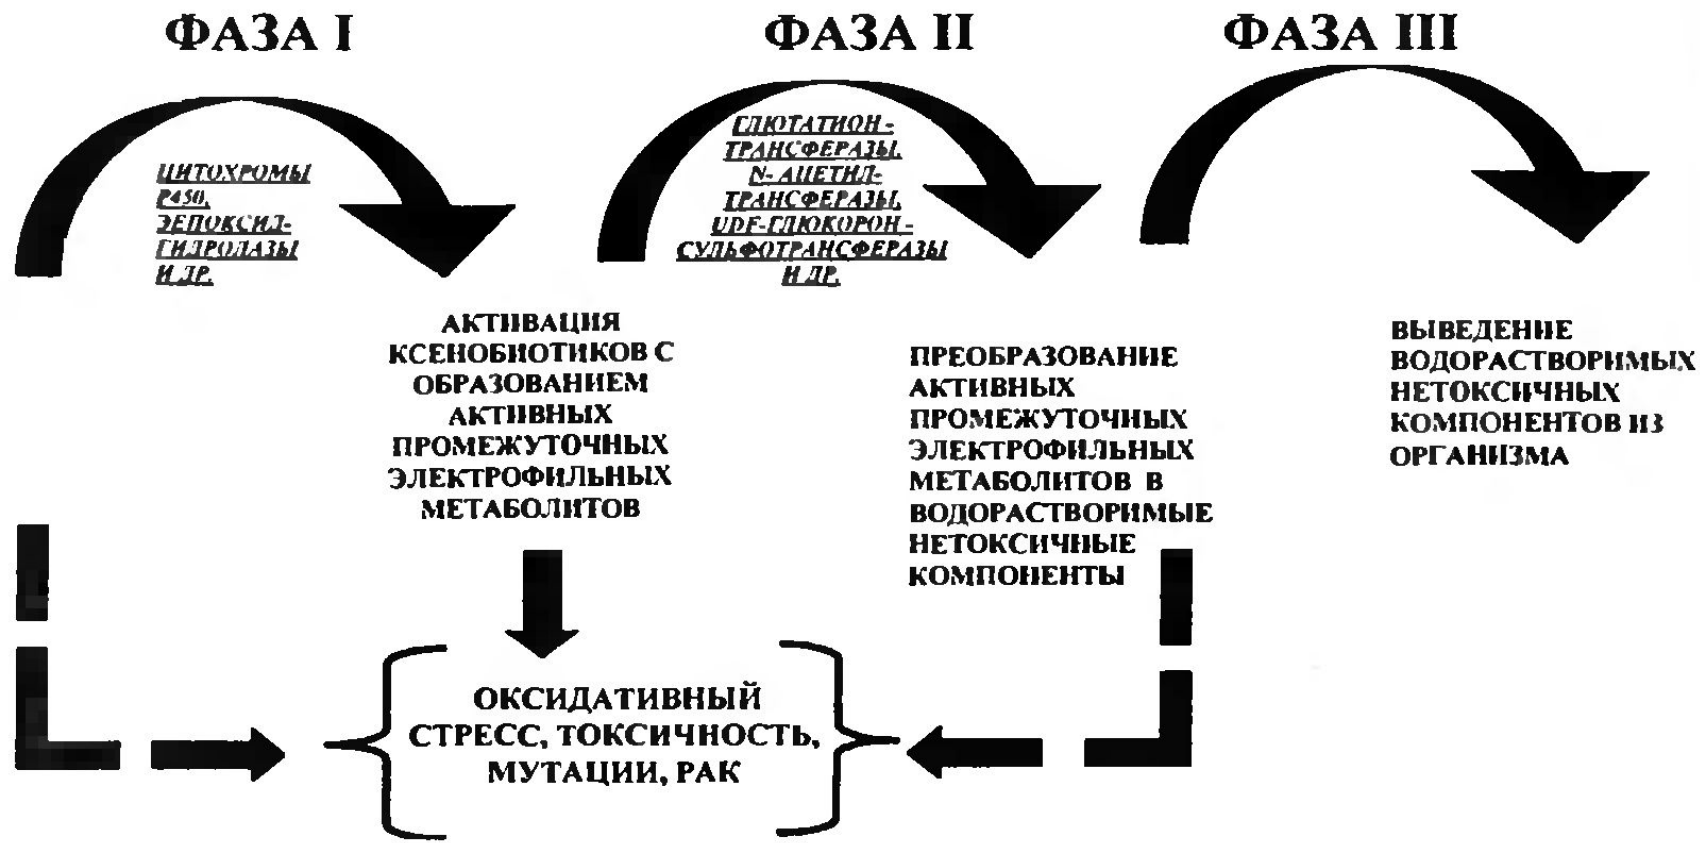 ФАЗА I
ФАЗА II
ФАЗА III
ЦИТОХРОМЫ
P450,
ЭЕПОКСИЛ-
ГИДРОЛАЗЫ
И ДР.
ГЛЮТАТИОН-
ТРАНСФЕРАЗЫ,
N- АЦЕТИЛ-
ТРАНСФЕРАЗЫ,
UDF-ГЛЮКОРОН-
СУЛЬФОТРАНСФЕРАЗЫ
И ДР.
АКТИВАЦИЯ
КСЕНОБИОТИКОВ С
ОБРАЗОВАНИЕМ
АКТИВНЫХ
ПРОМЕЖУТОЧНЫХ
ЭЛЕКТРОФИЛЬНЫХ
МЕТАБОЛИТОВ
ПРЕОБРАЗОВАНИЕ
АКТИВНЫХ
ПРОМЕЖУТОЧНЫХ
ЭЛЕКТРОФИЛЬНЫХ
МЕТАБОЛИТОВ В
ВОДОРАСТВОРИМЫЕ
НЕТОКСИЧНЫЕ
КОМПОНЕНТЫ
ВЫВЕДЕНИЕ
ВОДОРАСТВОРИМЫХ
НЕТОКСИЧНЫХ
КОМПОНЕНТОВ ИЗ
ОРГАНИЗМА
ОКСИДАТИВНЫЙ
СТРЕСС, ТОКСИЧНОСТЬ,
МУТАЦИИ, РАК